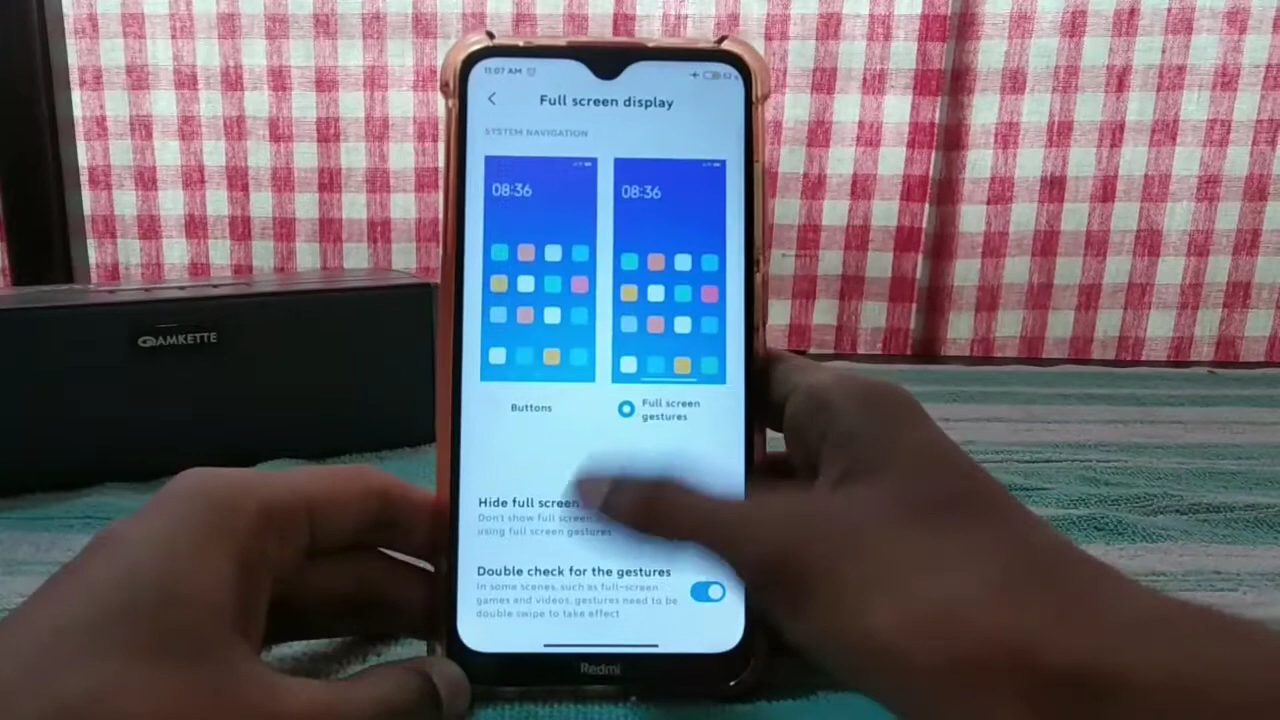 11:07 AM
Full screen display
SYSTEM NAVIGATION
08:36
08:36
AMKETTE
Buttons
Full screen
gestures
Hide full screen
Don't show full screen
using full screen gestures
Double check for the gestures
In some scenes, such as full-screen
games and videos, gestures need to be
double swipe to take effect
Redmi